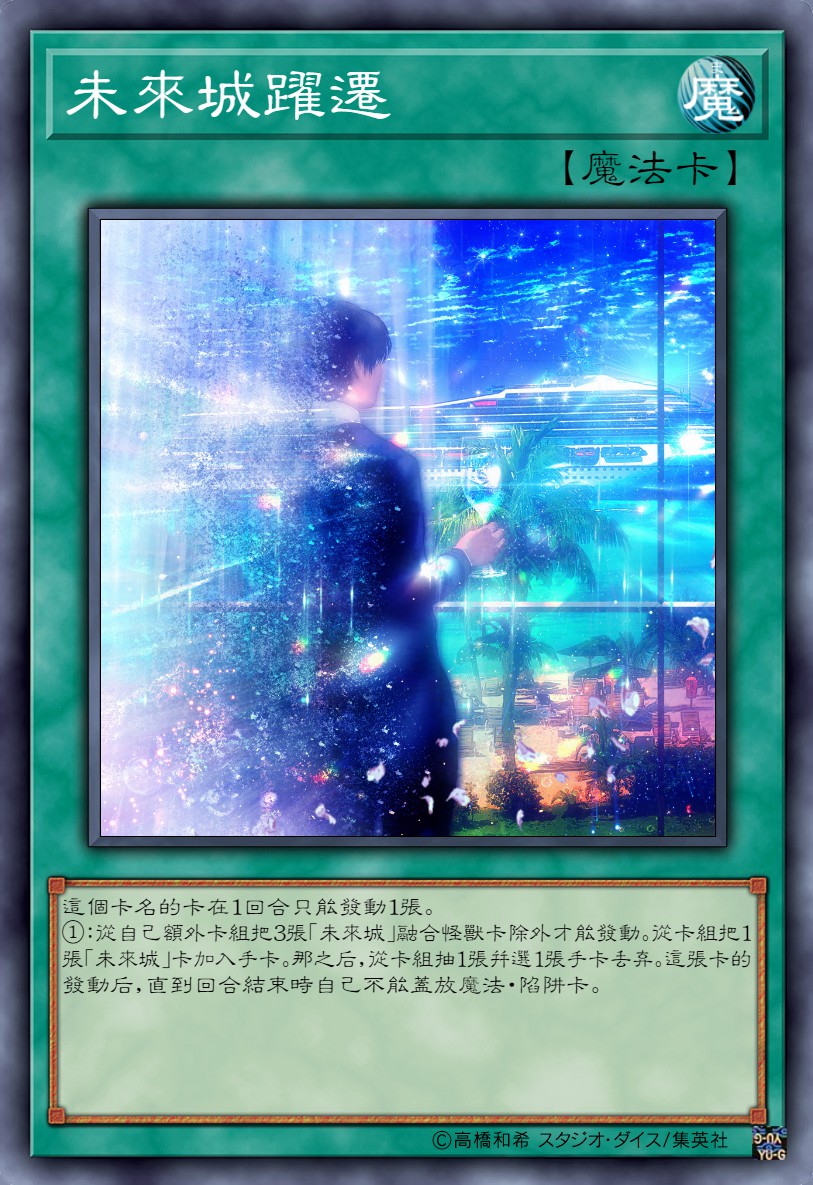 未來城躍遷
魔
【魔法卡】
這個卡名的卡在1回合只能發動1張。
①:從自己額外卡組把3張「未來城」融合怪獸卡除外才能發動。從卡組把1
張「未來城」卡加入手卡。那之后,從卡組抽1張并選1張手卡丟弃。這張卡的
發動后,直到回合結束時自己不能蓋放魔法・陷阱卡。
©高橋和希 スタジオ・ダイス/集英社